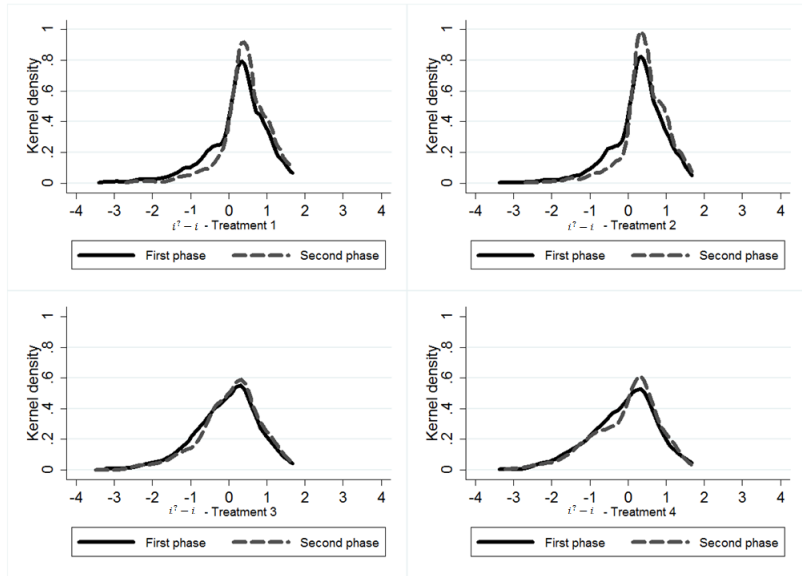 Kernel density
0 .2 .4 .6 .8 1
-4 -3 -2 -1 0 1 2 3 4
i? − i - Treatment 1
First phase Second phase
Kernel density
0 .2 .4 .6 .8 1
-4 -3 -2 -1 0 1 2 3 4
i? − i - Treatment 2
First phase Second phase
Kernel density
0 .2 .4 .6 .8 1
-4 -3 -2 -1 0 1 2 3 4
i? − i - Treatment 3
First phase Second phase
Kernel density
0 .2 .4 .6 .8 1
-4 -3 -2 -1 0 1 2 3 4
i? − i - Treatment 4
First phase Second phase